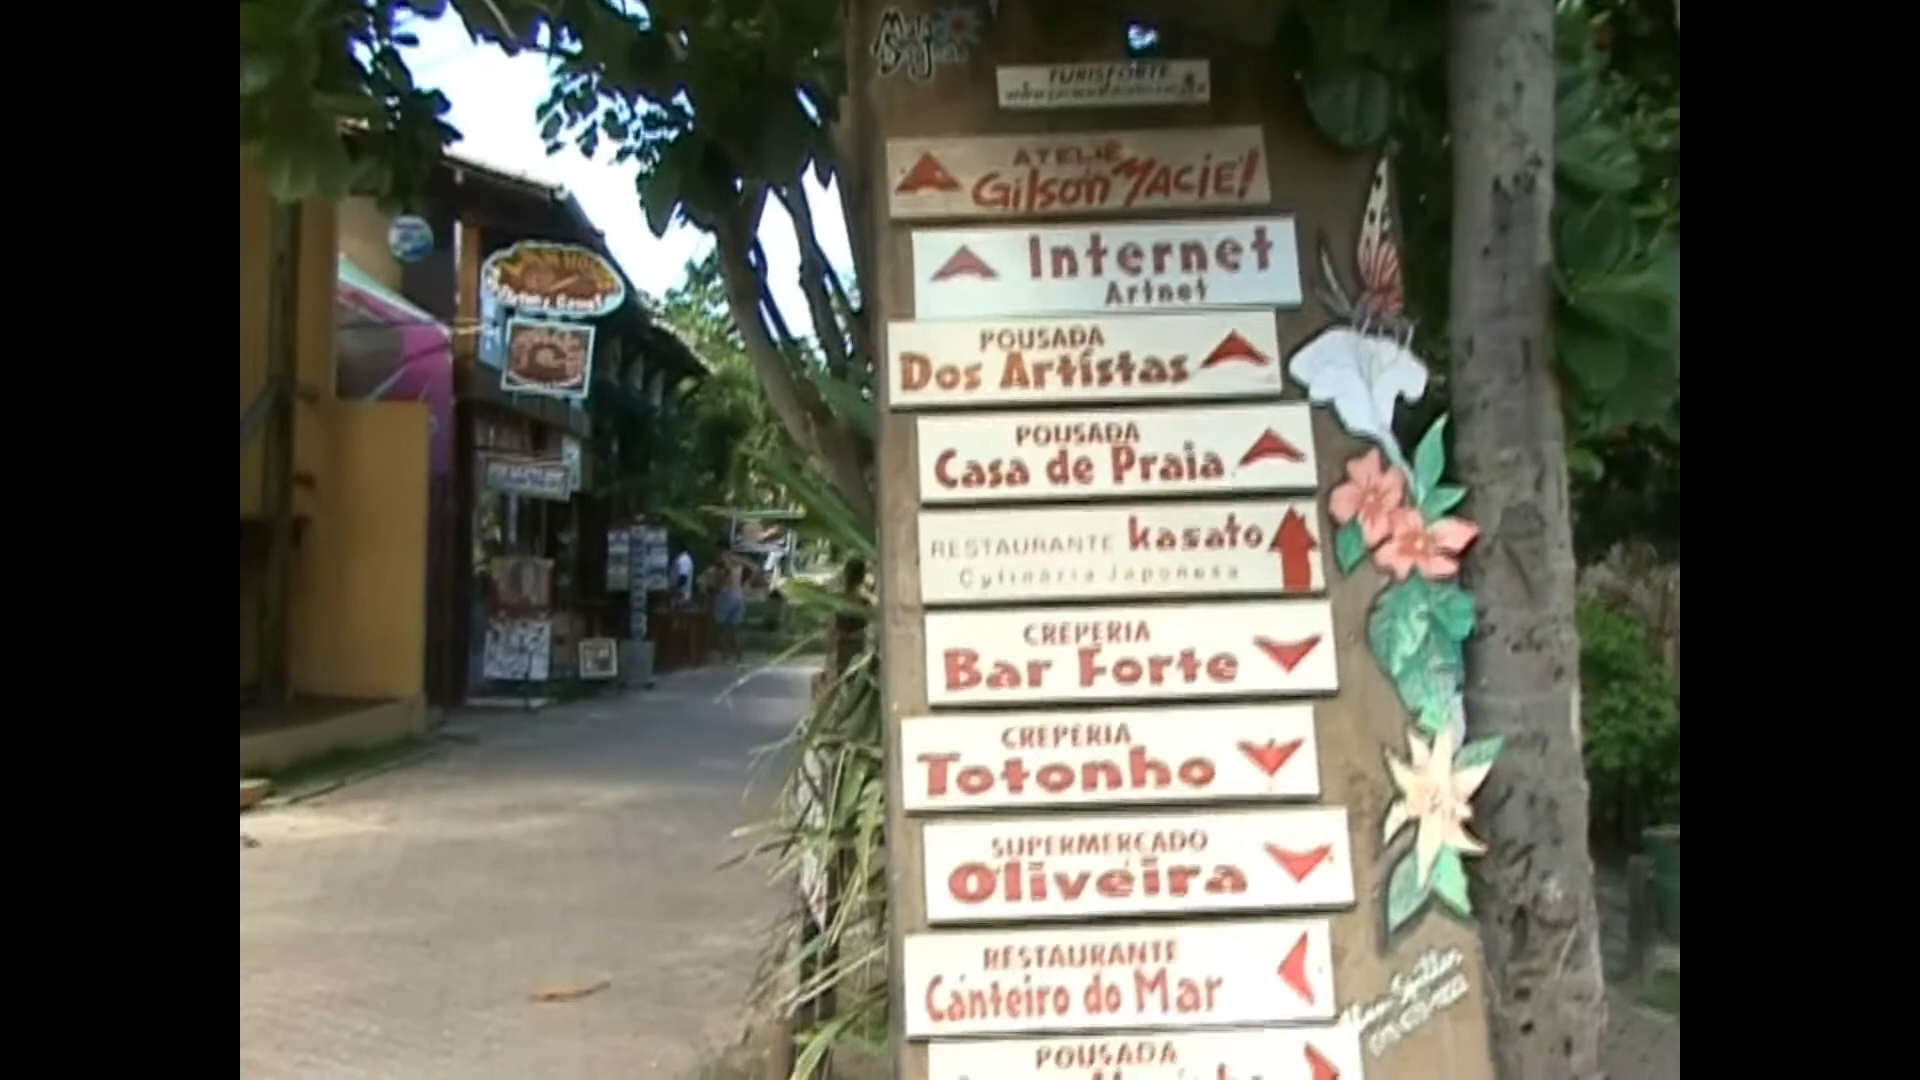 TURISFORTE
ATELIÊ
Gilson MACIEL
Internet
Artnet
POUSADA
Dos Artistas
POUSADA
Casa de Praia
RESTAURANTE kasato
Culinária Japonesa
CREPERIA
Bar Forte
CREPERIA
Totonho
SUPERMERCADO
Oliveira
RESTAURANTE
Canteiro do Mar
POUSADA